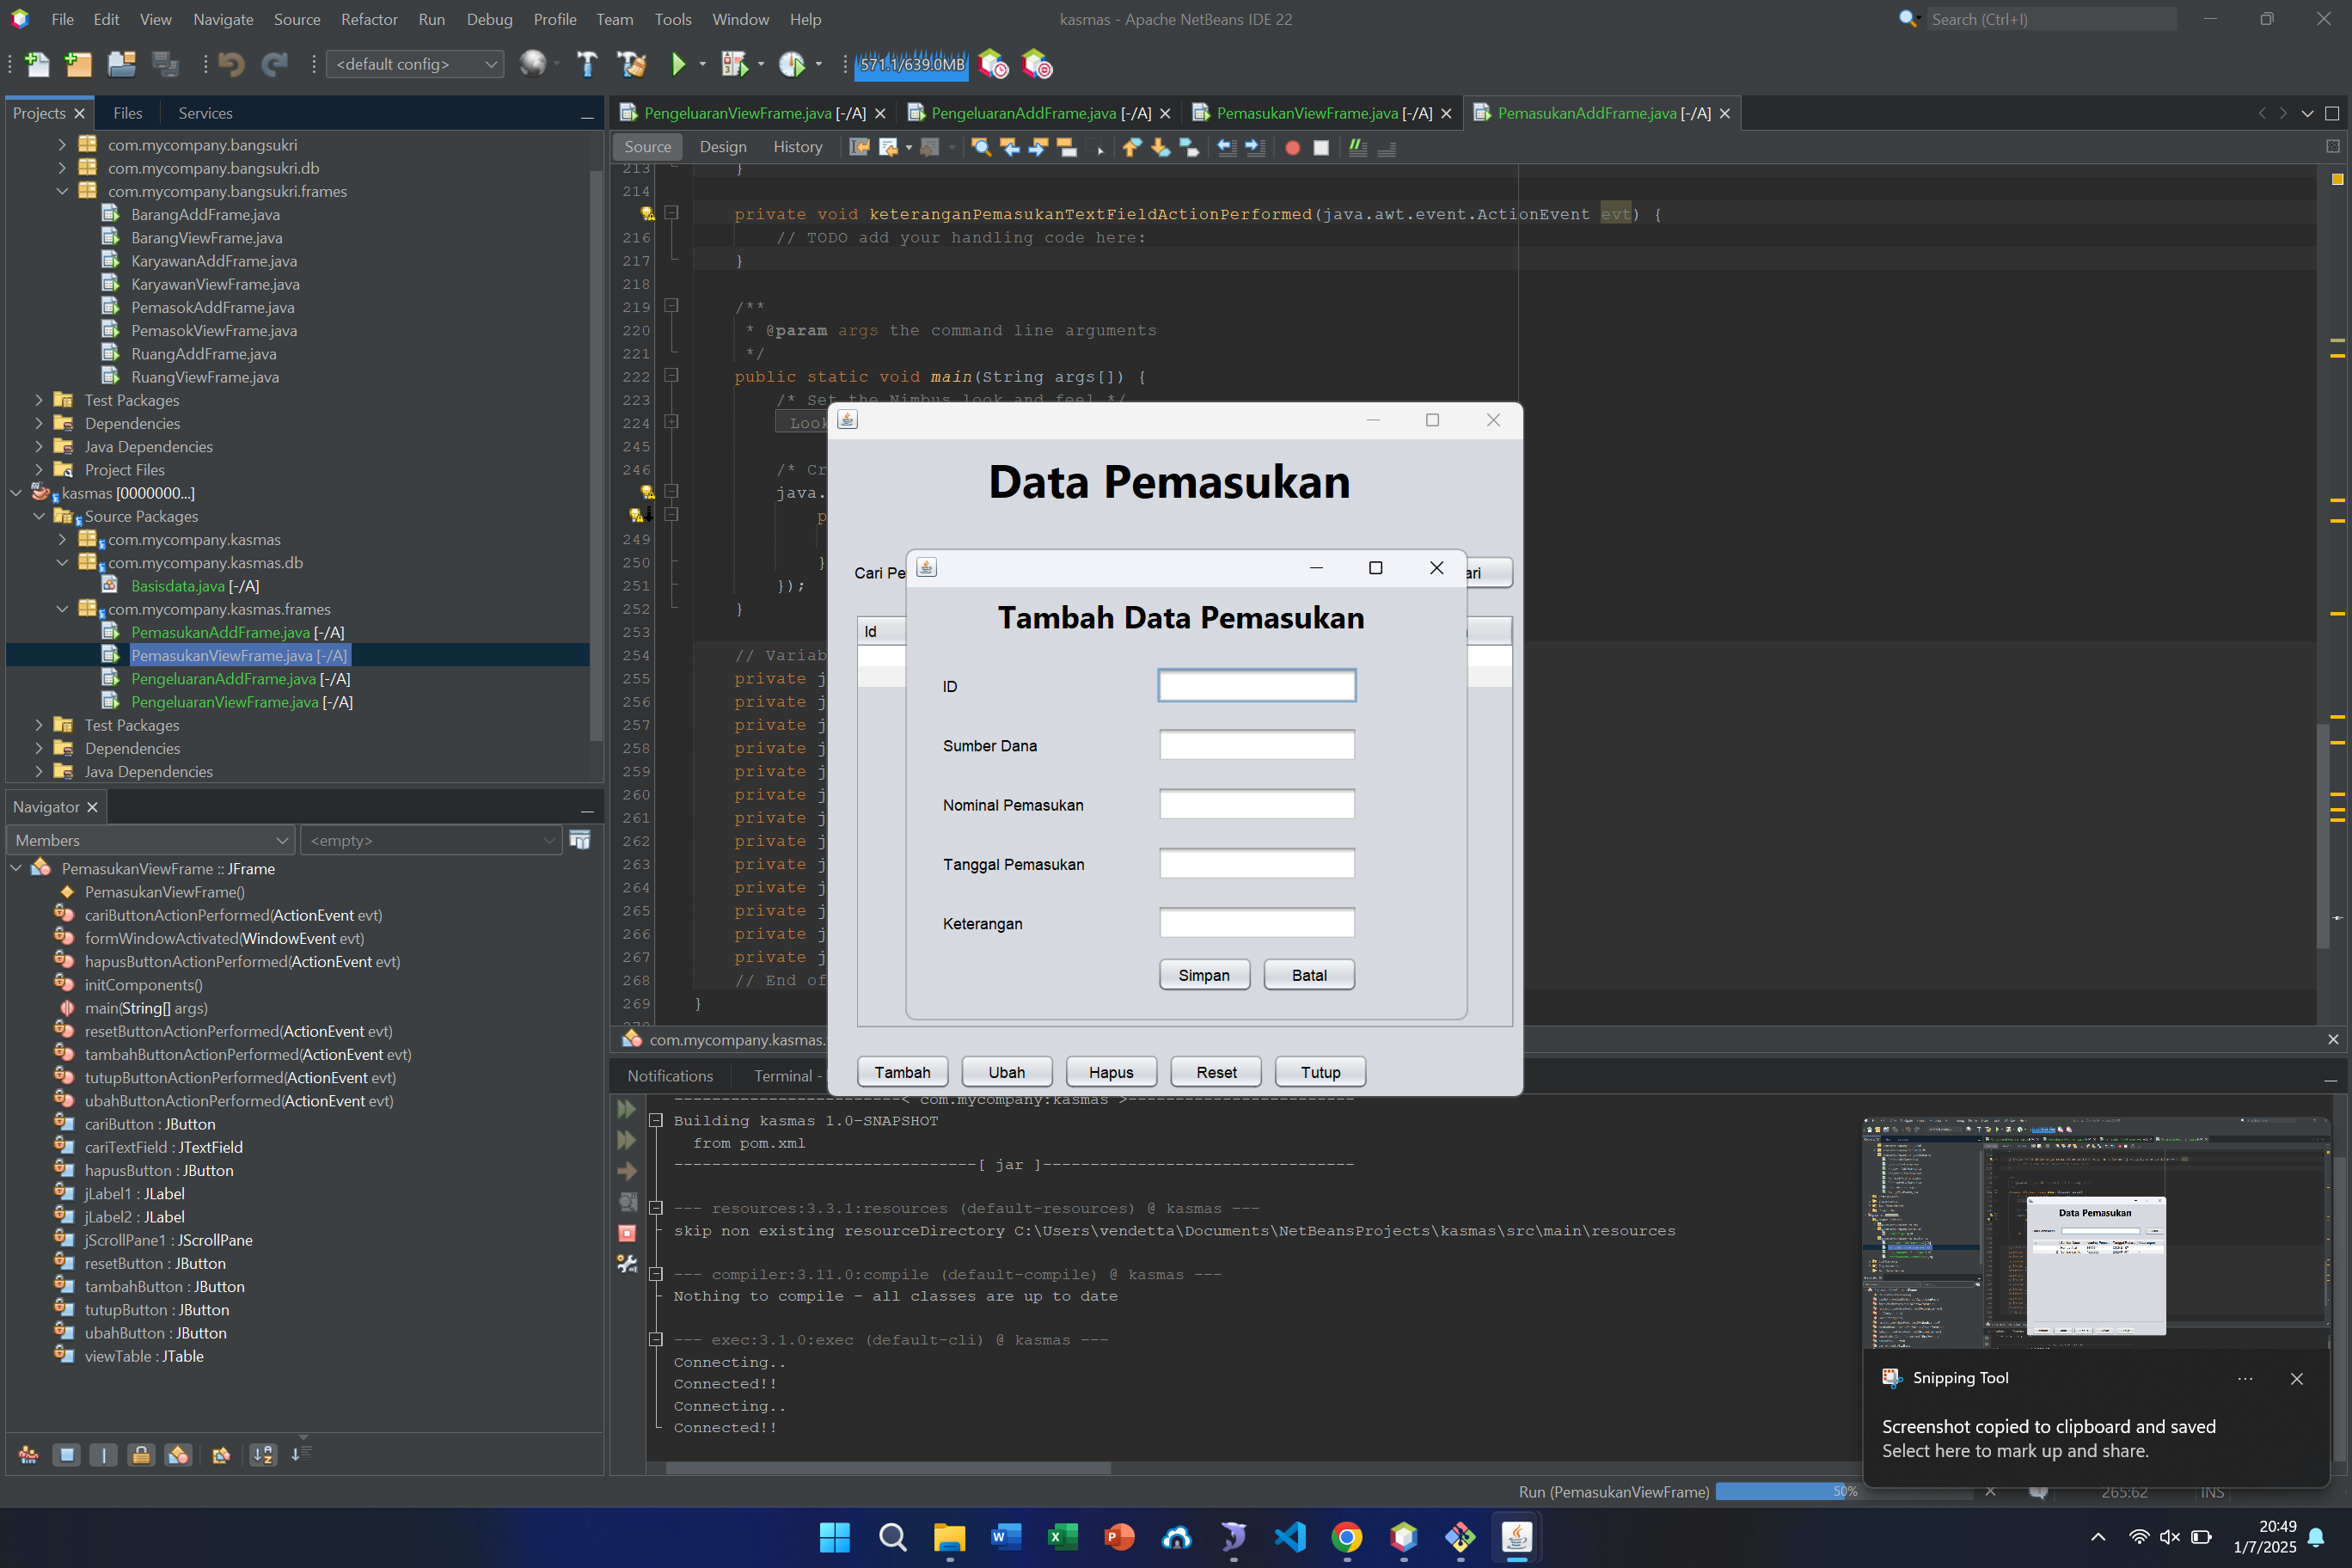 File Edit View Navigate Source Refactor Run Debug Profile Team Tools Window Help
kasmas - Apache NetBeans IDE 22
Search (Ctrl+I)
<default config>
571.1/639.0MB
Projects
Files
Services
com.mycompany.bangsukri
com.mycompany.bangsukri.db
com.mycompany.bangsukri.frames
BarangAddFrame.java
BarangViewFrame.java
KaryawanAddFrame.java
KaryawanViewFrame.java
PemasokAddFrame.java
PemasokViewFrame.java
RuangAddFrame.java
RuangViewFrame.java
Test Packages
Dependencies
Java Dependencies
Project Files
kasmas [0000000...]
Source Packages
com.mycompany.kasmas
com.mycompany.kasmas.db
Basisdata.java [-/A]
com.mycompany.kasmas.frames
PemasukanAddFrame.java [-/A]
PemasukanViewFrame.java [-/A]
PengeluaranAddFrame.java [-/A]
PengeluaranViewFrame.java [-/A]
Test Packages
Dependencies
Java Dependencies
Navigator
Members
<empty>
PemasukanViewFrame :: JFrame
PemasukanViewFrame()
cariButtonActionPerformed(ActionEvent evt)
formWindowActivated(WindowEvent evt)
hapusButtonActionPerformed(ActionEvent evt)
initComponents()
main(String[] args)
resetButtonActionPerformed(ActionEvent evt)
tambahButtonActionPerformed(ActionEvent evt)
tutupButtonActionPerformed(ActionEvent evt)
ubahButtonActionPerformed(ActionEvent evt)
cariButton : JButton
cariTextField : JTextField
hapusButton : JButton
jLabel1 : JLabel
jLabel2 : JLabel
jScrollPane1 : JScrollPane
resetButton : JButton
tambahButton : JButton
tutupButton : JButton
ubahButton : JButton
viewTable : JTable
PengeluaranViewFrame.java [-/A]
PengeluaranAddFrame.java [-/A]
PemasukanViewFrame.java [-/A]
PemasukanAddFrame.java [-/A]
Source Design History
213 }
214
private void keteranganPemasukanTextFieldActionPerformed(java.awt.event.ActionEvent evt) {
216 // TODO add your handling code here:
217 }
218
219 /**
220 * @param args the command line arguments
221 */
222 public static void main(String args[]) {
223 /* Set the Nimbus look and feel */
224 Look
245
246 /* Cr
java.
p
249
250 }
251 });
252 }
253
254 // Variab
255 private j
256 private j
257 private j
258 private j
259 private j
260 private j
261 private j
262 private j
263 private j
264 private j
265 private j
266 private j
267 private j
268 // End of
269 }
com.mycompany.kasmas.
Data Pemasukan
Cari Pe
ari
Id
Tambah Ubah Hapus Reset Tutup
Tambah Data Pemasukan
ID
Sumber Dana
Nominal Pemasukan
Tanggal Pemasukan
Keterangan
Simpan Batal
Notifications
Terminal -
------------------------< com.mycompany:kasmas >------------------------
Building kasmas 1.0-SNAPSHOT
from pom.xml
--------------------------------[ jar ]---------------------------------
--- resources:3.3.1:resources (default-resources) @ kasmas ---
skip non existing resourceDirectory C:\Users\vendetta\Documents\NetBeansProjects\kasmas\src\main\resources
--- compiler:3.11.0:compile (default-compile) @ kasmas ---
Nothing to compile - all classes are up to date
--- exec:3.1.0:exec (default-cli) @ kasmas ---
Connecting..
Connected!!
Connecting..
Connected!!
Data Pemasukan
Snipping Tool
Screenshot copied to clipboard and saved
Select here to mark up and share.
Run (PemasukanViewFrame)
50%
265:62
INS
20:49
1/7/2025